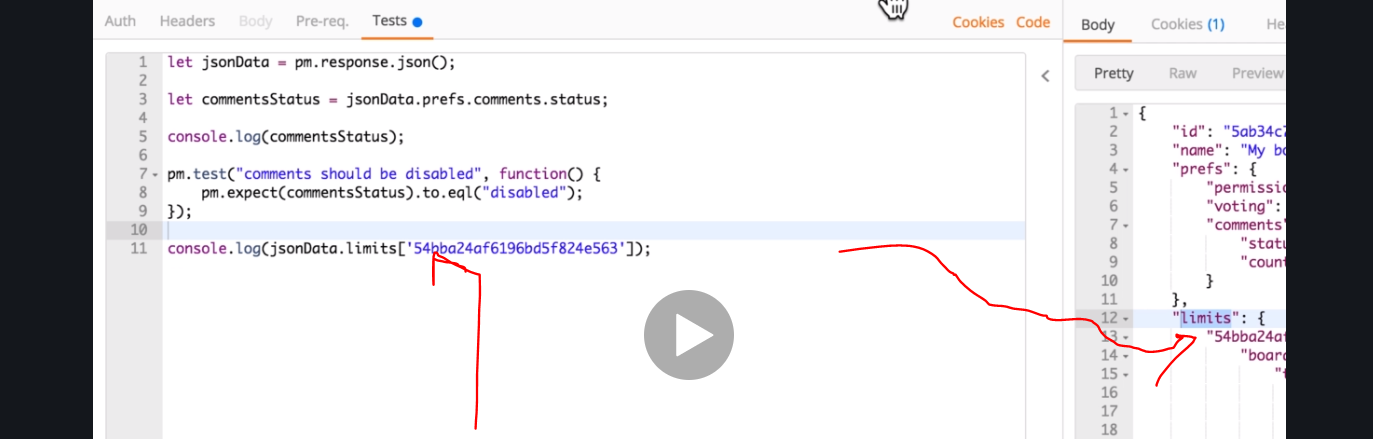 Auth Headers Body Pre-req. Tests Cookies Code
1 let jsonData = pm.response.json();
2
3 let commentsStatus = jsonData.prefs.comments.status;
4
5 console.log(commentsStatus);
6
7 pm.test("comments should be disabled", function() {
8 pm.expect(commentsStatus).to.eql("disabled");
9 });
10
11 console.log(jsonData.limits['54bba24af6196bd5f824e563']);
Body Cookies (1) He
Pretty Raw Preview
1 {
2 "id": "5ab34c7
3 "name": "My bo
4 "prefs": {
5 "permissio
6 "voting":
7 "comments"
8 "statu
9 "count
10 }
11 },
12 "limits": {
13 "54bba24af
14 "board
15 "t
16
17
18